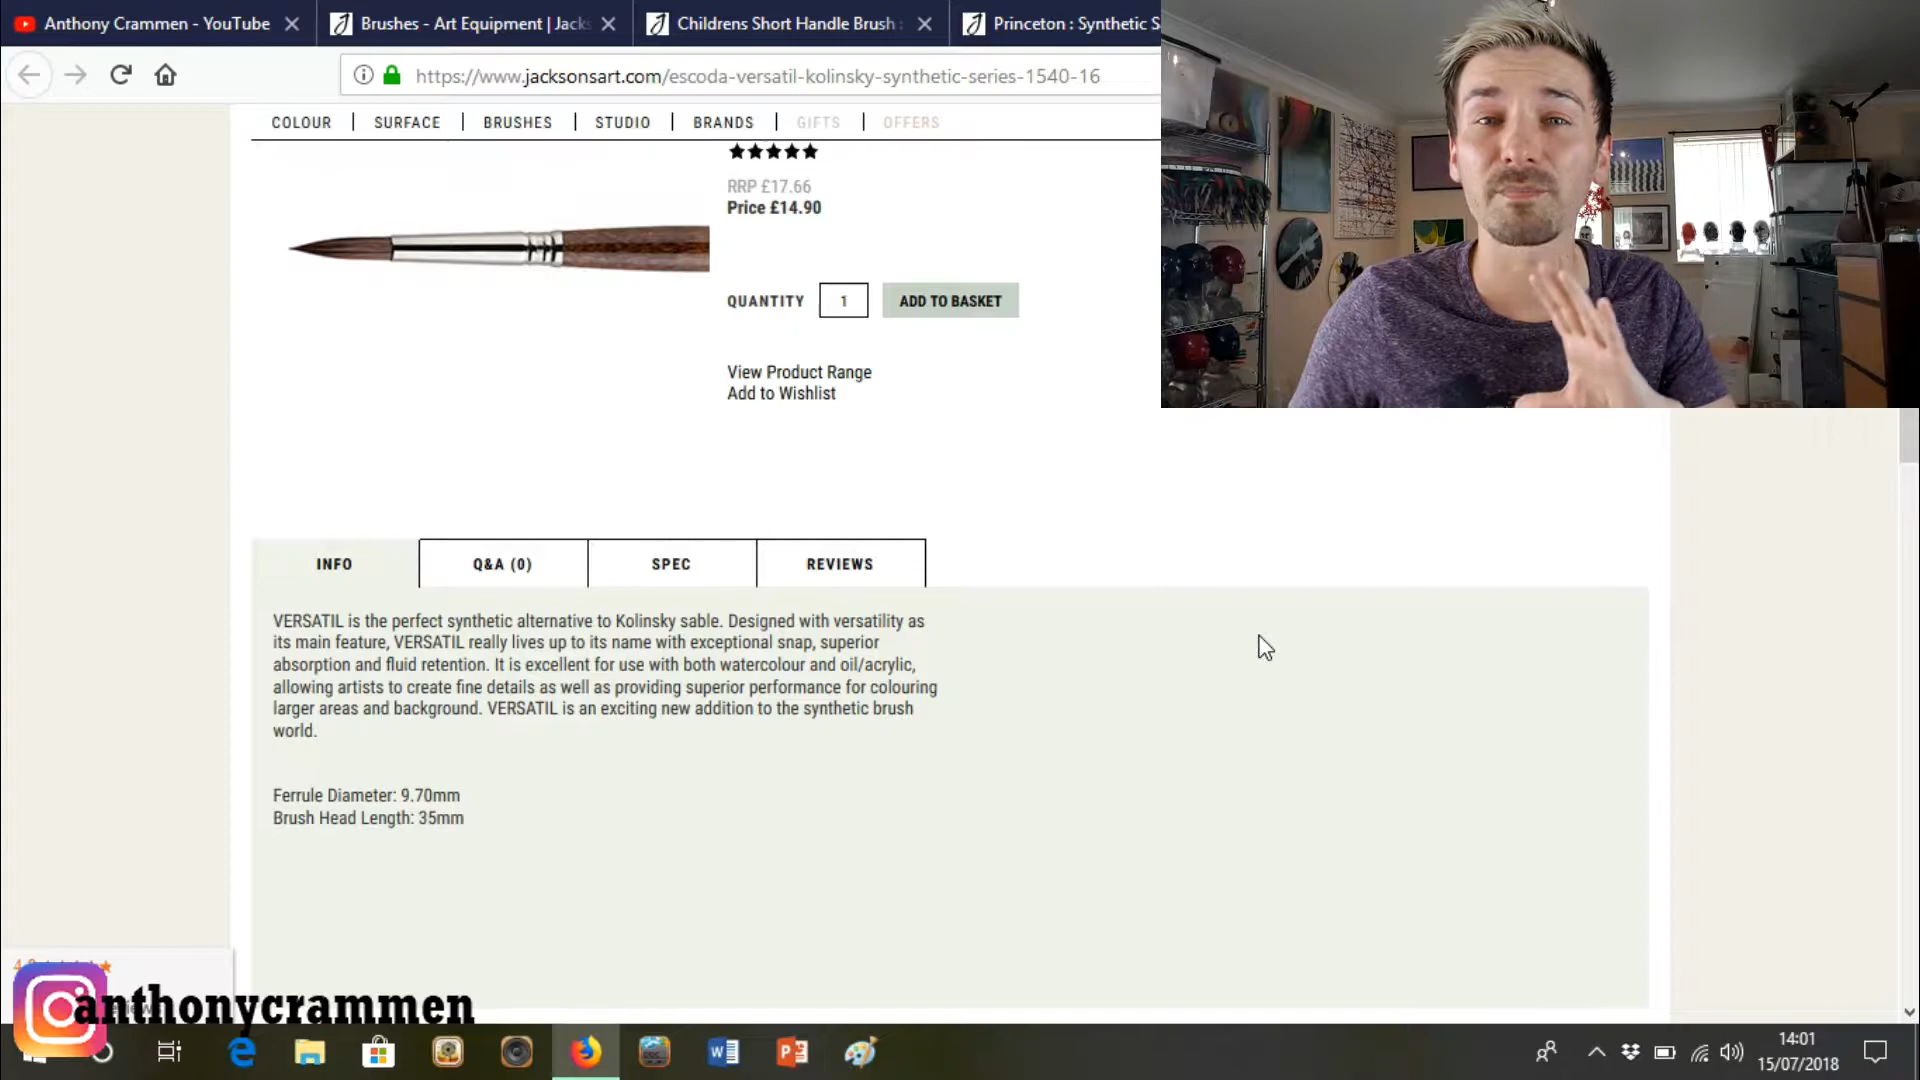 Anthony Crammen - YouTube
Brushes - Art Equipment | Jacks
Childrens Short Handle Brush :
Princeton : Synthetic S
https://www.jacksonsart.com/escoda-versatil-kolinsky-synthetic-series-1540-16
COLOUR | SURFACE | BRUSHES | STUDIO | BRANDS | GIFTS | OFFERS
RRP £17.66
Price £14.90
QUANTITY 1 ADD TO BASKET
View Product Range
Add to Wishlist
INFO Q&A (0) SPEC REVIEWS
VERSATIL is the perfect synthetic alternative to Kolinsky sable. Designed with versatility as
its main feature, VERSATIL really lives up to its name with exceptional snap, superior
absorption and fluid retention. It is excellent for use with both watercolour and oil/acrylic,
allowing artists to create fine details as well as providing superior performance for colouring
larger areas and background. VERSATIL is an exciting new addition to the synthetic brush
world.
Ferrule Diameter: 9.70mm
Brush Head Length: 35mm
anthonycrammen
14:01
15/07/2018